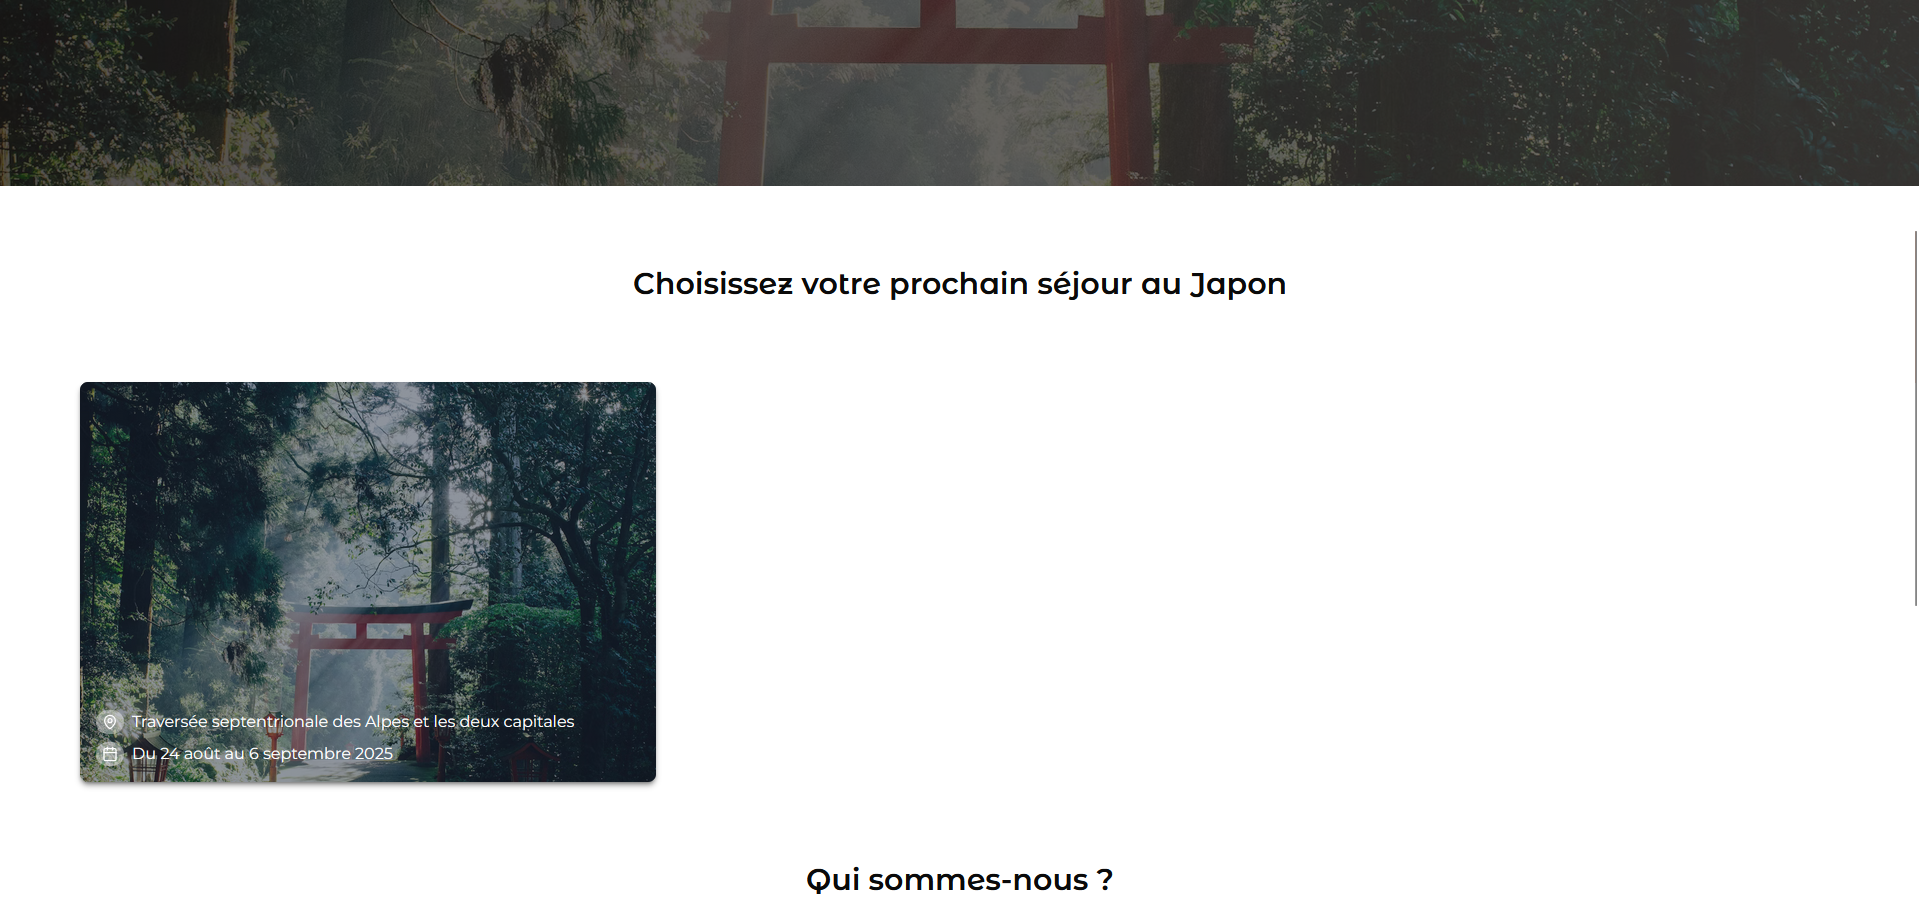 Choisissez votre prochain séjour au Japon
Traversée septentrionale des Alpes et les deux capitales
Du 24 août au 6 septembre 2025
Qui sommes-nous ?